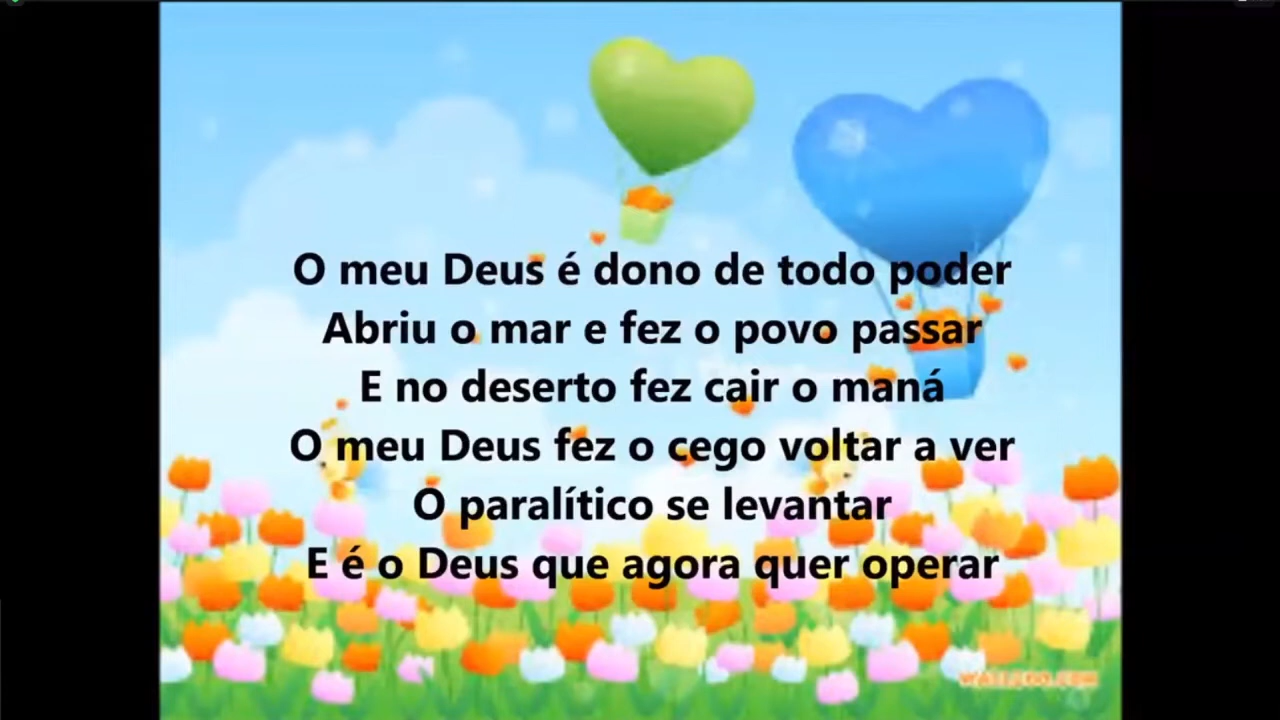 O meu Deus é dono de todo poder
Abriu o mar e fez o povo passar
E no deserto fez cair o maná
O meu Deus fez o cego voltar a ver
O paralítico se levantar
E é o Deus que agora quer operar